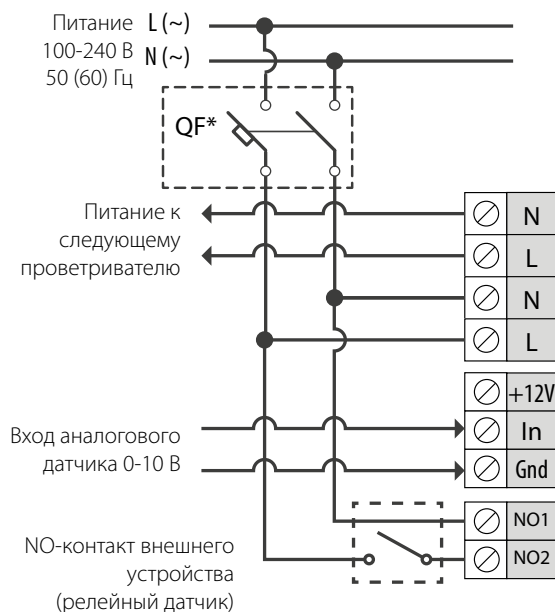 Питание L (~)
100-240 В N (~)
50 (60) Гц
QF*
Питание к
следующему
проветривателю
N
L
N
L
+12V
Вход аналогового
датчика 0-10 В
In
Gnd
NO1
NO2
NO-контакт внешнего
устройства
(релейный датчик)